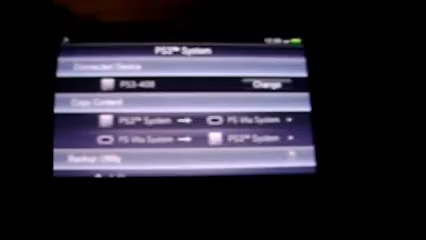 PS3™ System
Connected Device
PS3-408 Change
Copy Content
PS3™ System → PS Vita System
PS Vita System → PS3™ System
Backup Utility